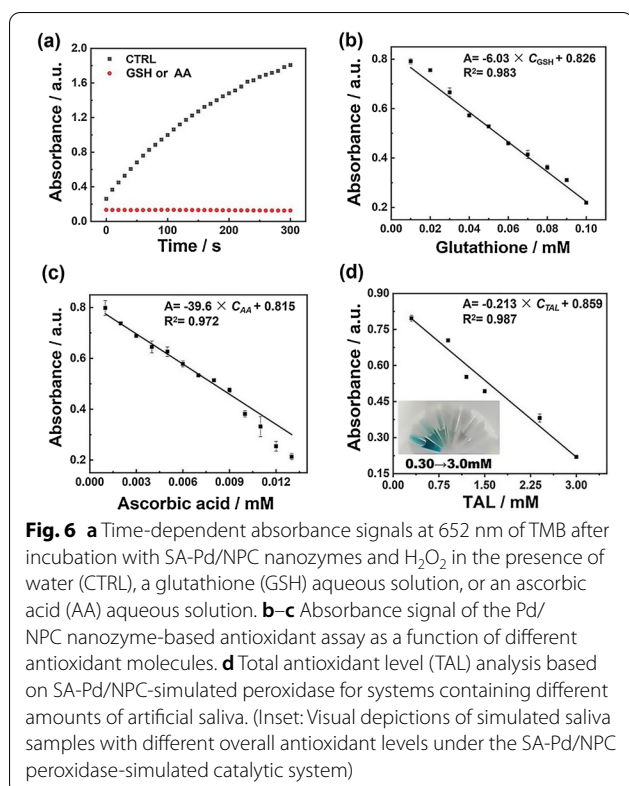 (a)
CTRL
GSH or AA
Absorbance / a.u.
1.8
1.2
0.6
0.0
0 100 200 300
Time / s
(b)
A= -6.03 × C_GSH + 0.826
R²= 0.983
Absorbance / a.u.
0.8
0.6
0.4
0.2
0.00 0.02 0.04 0.06 0.08 0.10
Glutathione / mM
(c)
A= -39.6 × C_AA + 0.815
R²= 0.972
Absorbance / a.u.
0.8
0.6
0.4
0.2
0.000 0.003 0.006 0.009 0.012
Ascorbic acid / mM
(d)
A= -0.213 × C_TAL + 0.859
R²= 0.987
Absorbance / a.u.
0.90
0.75
0.60
0.45
0.30
0.15
0.30→3.0mM
0.00 0.75 1.50 2.25 3.00
TAL / mM
Fig. 6 a Time-dependent absorbance signals at 652 nm of TMB after
incubation with SA-Pd/NPC nanozymes and H₂O₂ in the presence of
water (CTRL), a glutathione (GSH) aqueous solution, or an ascorbic
acid (AA) aqueous solution. b–c Absorbance signal of the Pd/
NPC nanozyme-based antioxidant assay as a function of different
antioxidant molecules. d Total antioxidant level (TAL) analysis based
on SA-Pd/NPC-simulated peroxidase for systems containing different
amounts of artificial saliva. (Inset: Visual depictions of simulated saliva
samples with different overall antioxidant levels under the SA-Pd/NPC
peroxidase-simulated catalytic system)